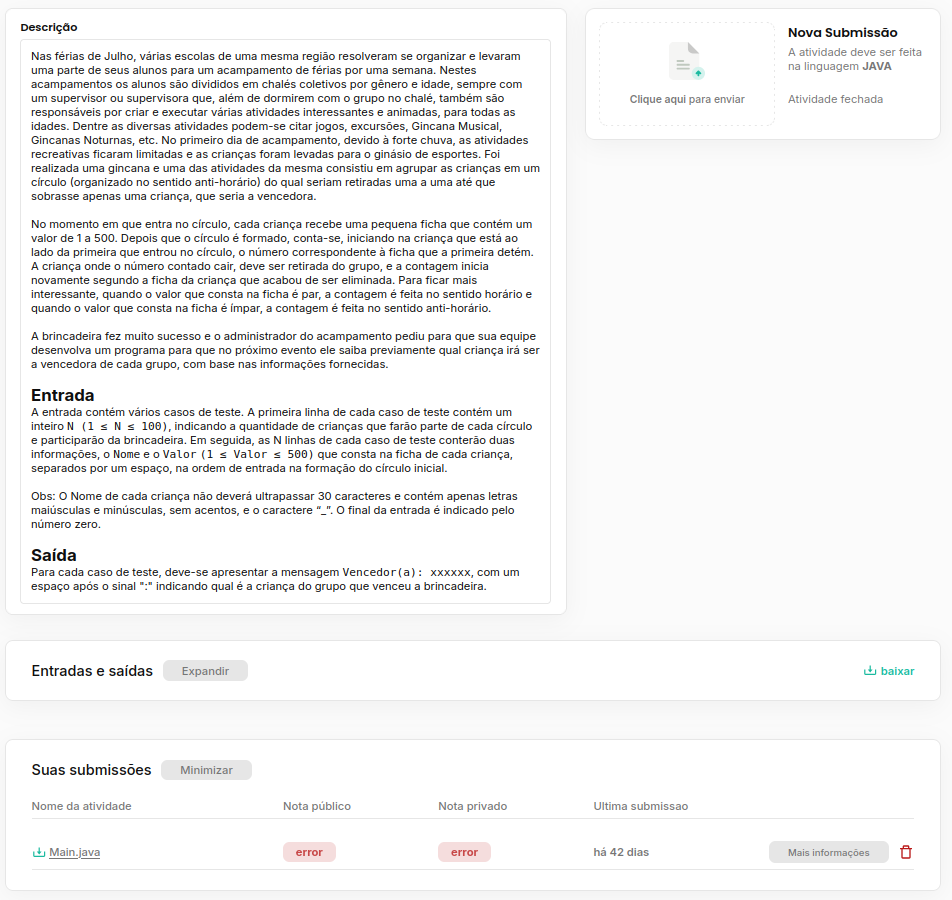 Descrição
Nas férias de Julho, várias escolas de uma mesma região resolveram se organizar e levaram
uma parte de seus alunos para um acampamento de férias por uma semana. Nestes
acampamentos os alunos são divididos em chalés coletivos por gênero e idade, sempre com
um supervisor ou supervisora que, além de dormirem com o grupo no chalé, também são
responsáveis por criar e executar várias atividades interessantes e animadas, para todas as
idades. Dentre as diversas atividades podem-se citar jogos, excursões, Gincana Musical,
Gincanas Noturnas, etc. No primeiro dia de acampamento, devido à forte chuva, as atividades
recreativas ficaram limitadas e as crianças foram levadas para o ginásio de esportes. Foi
realizada uma gincana e uma das atividades da mesma consistiu em agrupar as crianças em um
círculo (organizado no sentido anti-horário) do qual seriam retiradas uma a uma até que
sobrasse apenas uma criança, que seria a vencedora.
No momento em que entra no círculo, cada criança recebe uma pequena ficha que contém um
valor de 1 a 500. Depois que o círculo é formado, conta-se, iniciando na criança que está ao
lado da primeira que entrou no círculo, o número correspondente à ficha que a primeira detém.
A criança onde o número contado cair, deve ser retirada do grupo, e a contagem inicia
novamente segundo a ficha da criança que acabou de ser eliminada. Para ficar mais
interessante, quando o valor que consta na ficha é par, a contagem é feita no sentido horário e
quando o valor que consta na ficha é ímpar, a contagem é feita no sentido anti-horário.
A brincadeira fez muito sucesso e o administrador do acampamento pediu para que sua equipe
desenvolva um programa para que no próximo evento ele saiba previamente qual criança irá ser
a vencedora de cada grupo, com base nas informações fornecidas.
Entrada
A entrada contém vários casos de teste. A primeira linha de cada caso de teste contém um
inteiro N (1 ≤ N ≤ 100), indicando a quantidade de crianças que farão parte de cada círculo
e participarão da brincadeira. Em seguida, as N linhas de cada caso de teste conterão duas
informações, o Nome e o Valor (1 ≤ Valor ≤ 500) que consta na ficha de cada criança,
separados por um espaço, na ordem de entrada na formação do círculo inicial.
Obs: O Nome de cada criança não deverá ultrapassar 30 caracteres e contém apenas letras
maiúsculas e minúsculas, sem acentos, e o caractere “_”. O final da entrada é indicado pelo
número zero.
Saída
Para cada caso de teste, deve-se apresentar a mensagem Vencedor(a): xxxxxx, com um
espaço após o sinal ":" indicando qual é a criança do grupo que venceu a brincadeira.
Clique aqui para enviar
Nova Submissão
A atividade deve ser feita
na linguagem JAVA
Atividade fechada
Entradas e saídas Expandir baixar
Suas submissões Minimizar
Nome da atividade Nota público Nota privado Ultima submissao
Main.java error error há 42 dias Mais informações